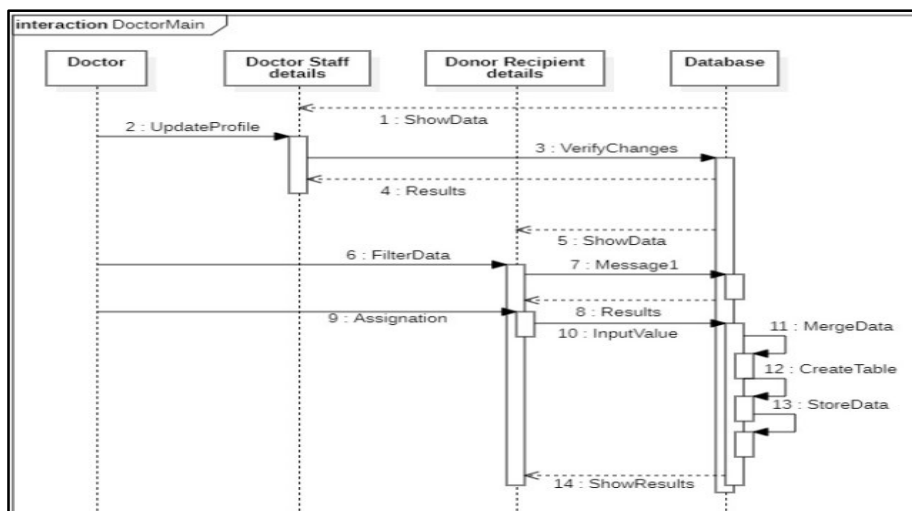 interaction DoctorMain
Doctor
Doctor Staff
details
Donor Recipient
details
Database
1 : ShowData
2 : UpdateProfile
3 : VerifyChanges
4 : Results
5 : ShowData
6 : FilterData
7 : Message1
8 : Results
9 : Assignation
10 : InputValue
11 : MergeData
12 : CreateTable
13 : StoreData
14 : ShowResults